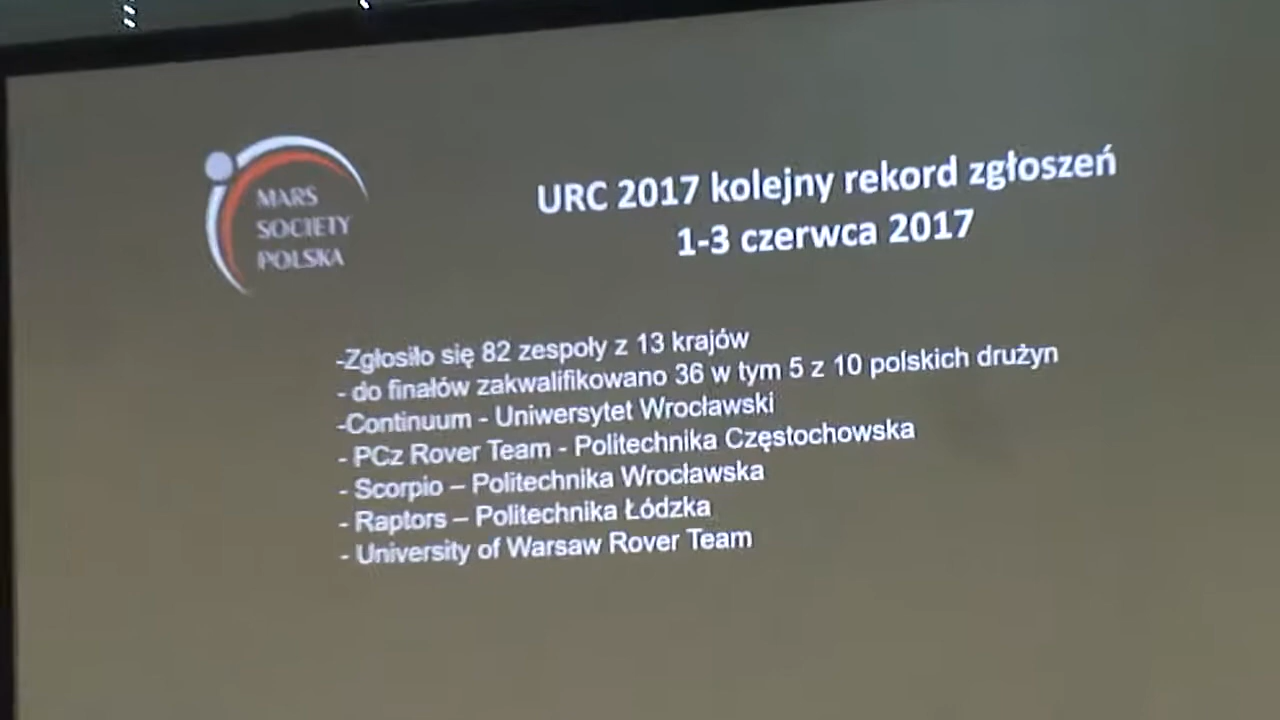 MARS
SOCIETY
POLSKA
URC 2017 kolejny rekord zgłoszeń
1-3 czerwca 2017
-Zgłosiło się 82 zespoły z 13 krajów
- do finałów zakwalifikowano 36 w tym 5 z 10 polskich drużyn
-Continuum - Uniwersytet Wrocławski
- PCz Rover Team - Politechnika Częstochowska
- Scorpio – Politechnika Wrocławska
- Raptors – Politechnika Łódzka
- University of Warsaw Rover Team